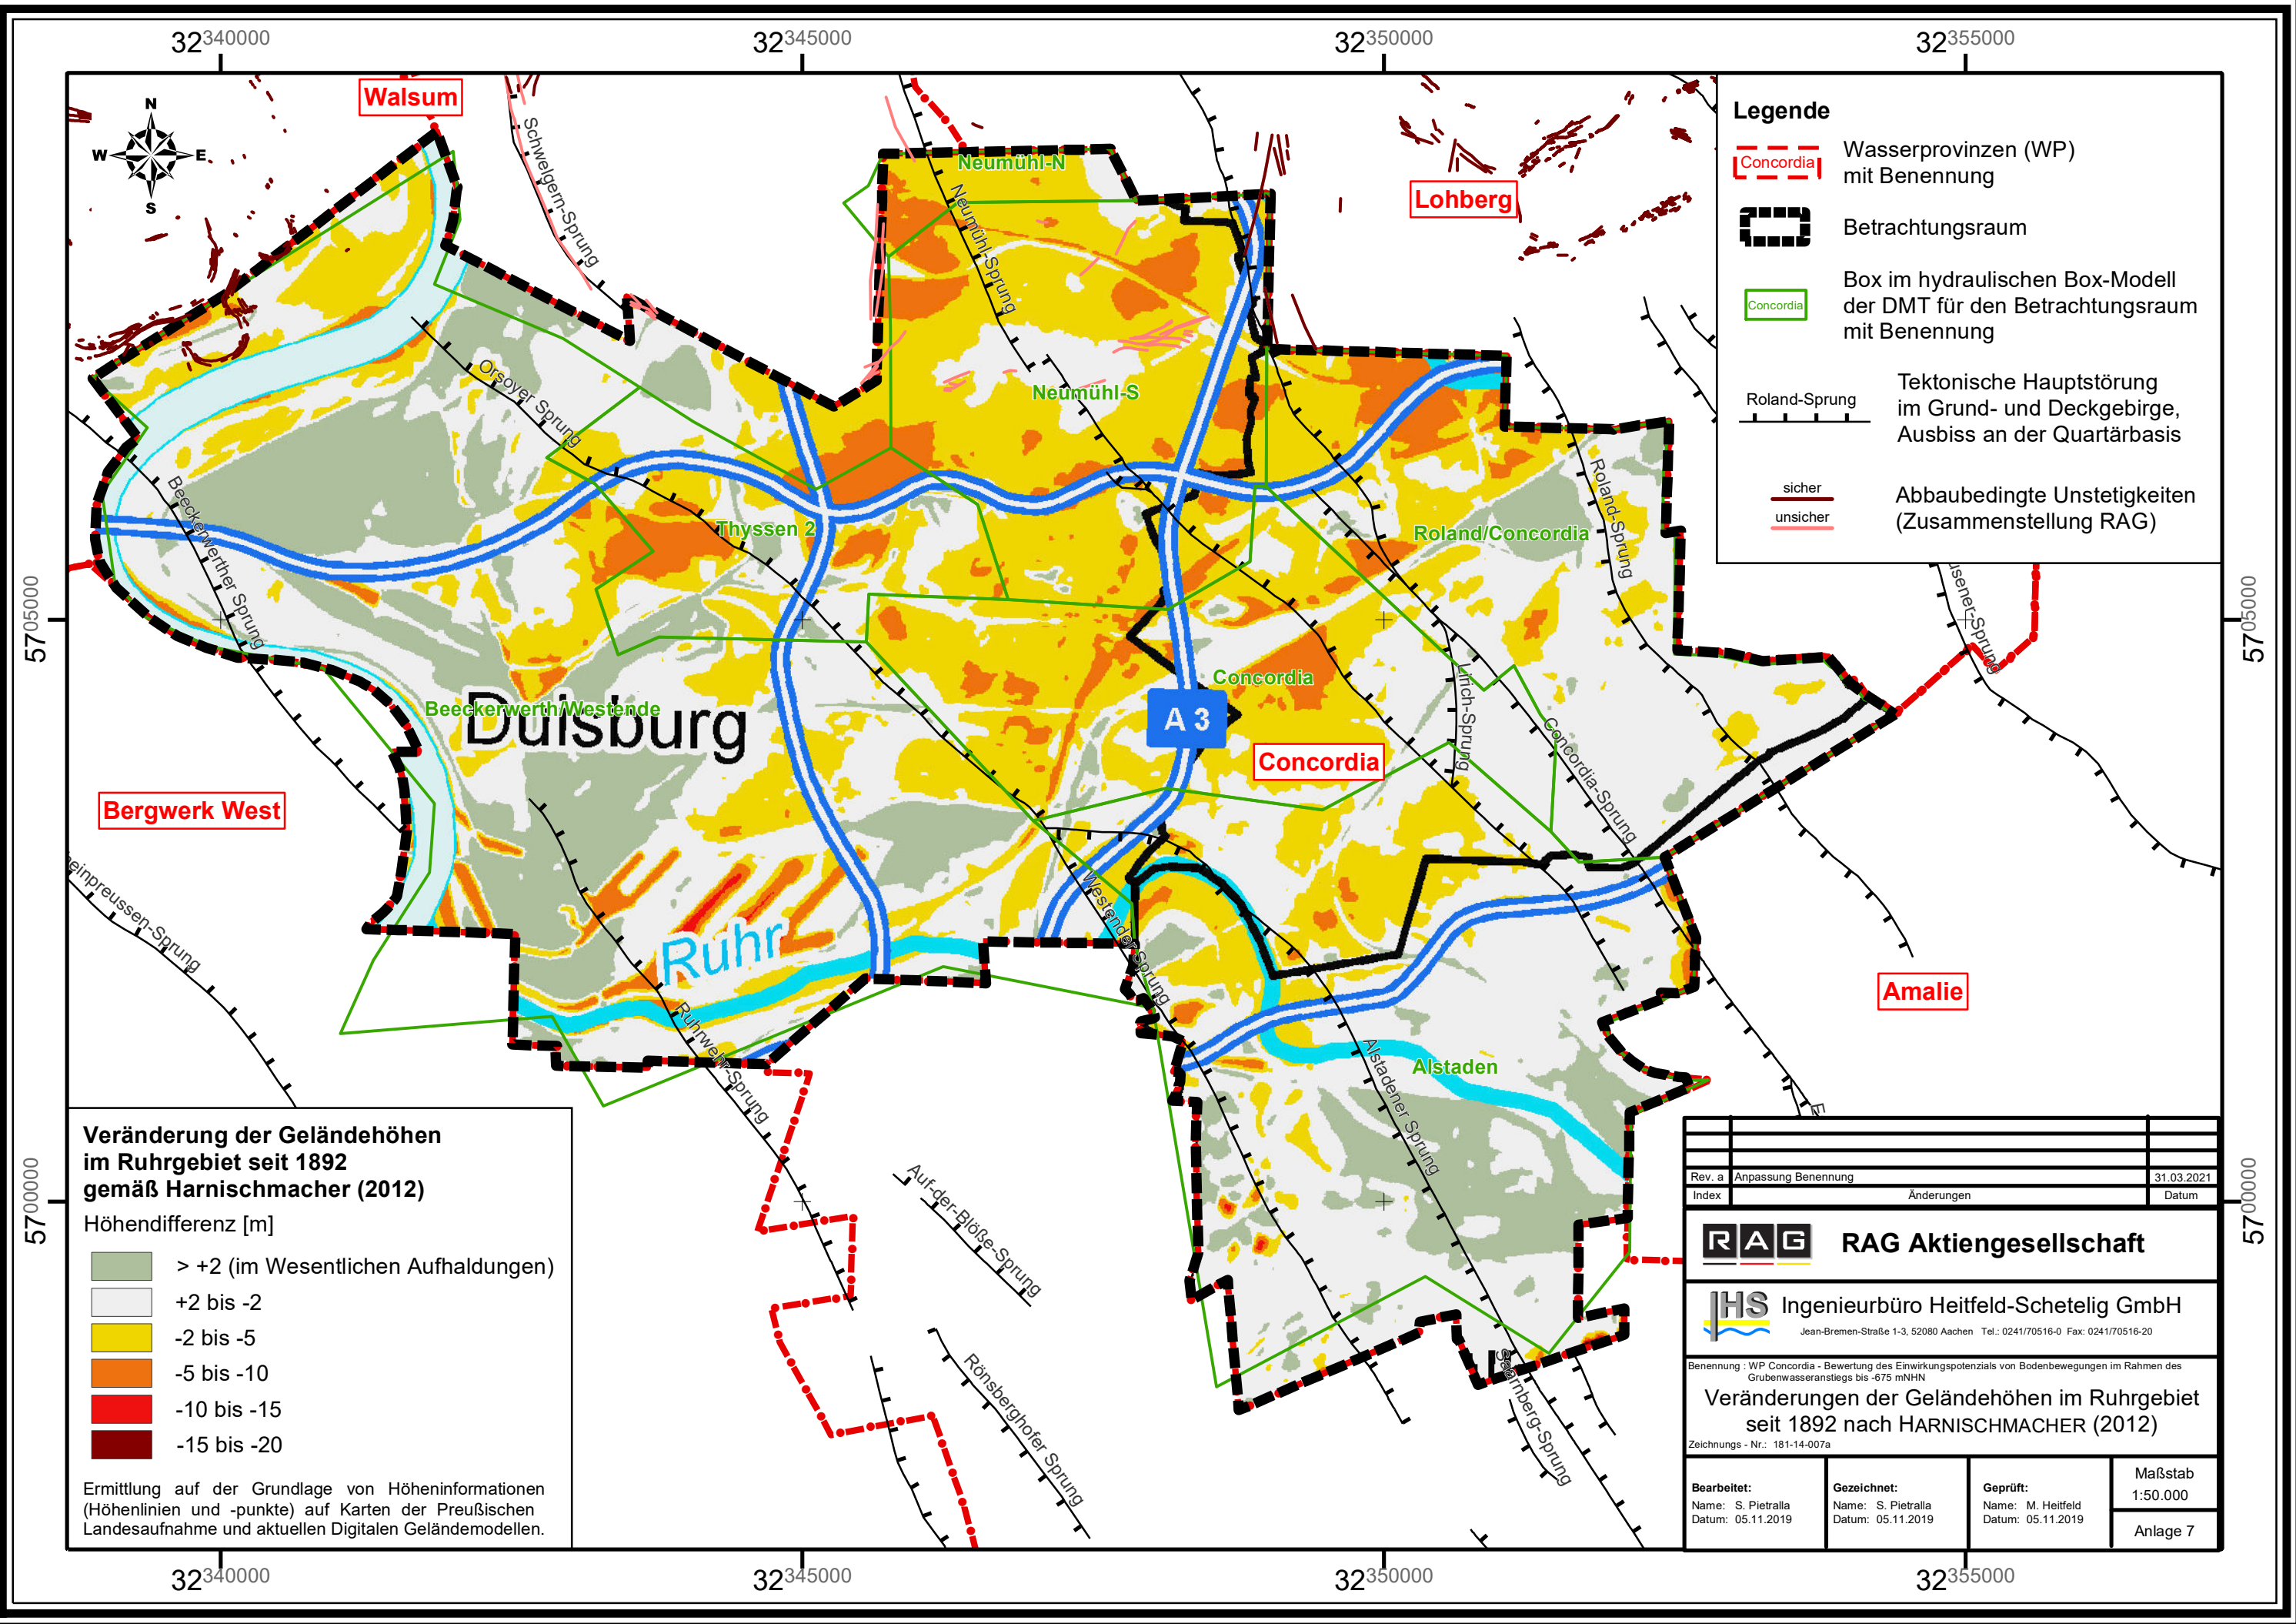 32340000
32345000
32350000
32355000
Walsum
N
W
E
S
Schwelgern-Sprung
Neumühl-N
Neumühl-Sprung
Lohberg
Legende
Concordia
Wasserprovinzen (WP)
mit Benennung
Betrachtungsraum
Concordia
Box im hydraulischen Box-Modell
der DMT für den Betrachtungsraum
mit Benennung
Roland-Sprung
Tektonische Hauptstörung
im Grund- und Deckgebirge,
Ausbiss an der Quartärbasis
sicher
unsicher
Abbaubedingte Unstetigkeiten
(Zusammenstellung RAG)
Orsoyer Sprung
Neumühl-S
Beeckerwerther Sprung
Thyssen 2
Roland/Concordia
Roland-Sprung
usener-Sprung
5705000
5705000
Concordia
Lirich-Sprung
Beeckerwerth/Westende
Duisburg
A 3
Concordia
Concordia-Sprung
Bergwerk West
einpreussen-Sprung
Westender-Sprung
Ruhr
Amalie
Ruhrwehr-Sprung
Alstadener Sprung
Alstaden
Auf-der-Blöße-Sprung
Rönsberghofer Sprung
Saarnberg-Sprung
5700000
5700000
Veränderung der Geländehöhen
im Ruhrgebiet seit 1892
gemäß Harnischmacher (2012)
Höhendifferenz [m]
> +2 (im Wesentlichen Aufhaldungen)
+2 bis -2
-2 bis -5
-5 bis -10
-10 bis -15
-15 bis -20
Ermittlung auf der Grundlage von Höheninformationen
(Höhenlinien und -punkte) auf Karten der Preußischen
Landesaufnahme und aktuellen Digitalen Geländemodellen.
Rev. a Anpassung Benennung 31.03.2021
Index Änderungen Datum
RAG RAG Aktiengesellschaft
IHS Ingenieurbüro Heitfeld-Schetelig GmbH
Jean-Bremen-Straße 1-3, 52080 Aachen Tel.: 0241/70516-0 Fax: 0241/70516-20
Benennung : WP Concordia - Bewertung des Einwirkungspotenzials von Bodenbewegungen im Rahmen des
Grubenwasseranstiegs bis -675 mNHN
Veränderungen der Geländehöhen im Ruhrgebiet
seit 1892 nach HARNISCHMACHER (2012)
Zeichnungs - Nr.: 181-14-007a
Bearbeitet:
Name: S. Pietralla
Datum: 05.11.2019
Gezeichnet:
Name: S. Pietralla
Datum: 05.11.2019
Geprüft:
Name: M. Heitfeld
Datum: 05.11.2019
Maßstab
1:50.000
Anlage 7
32340000
32345000
32350000
32355000